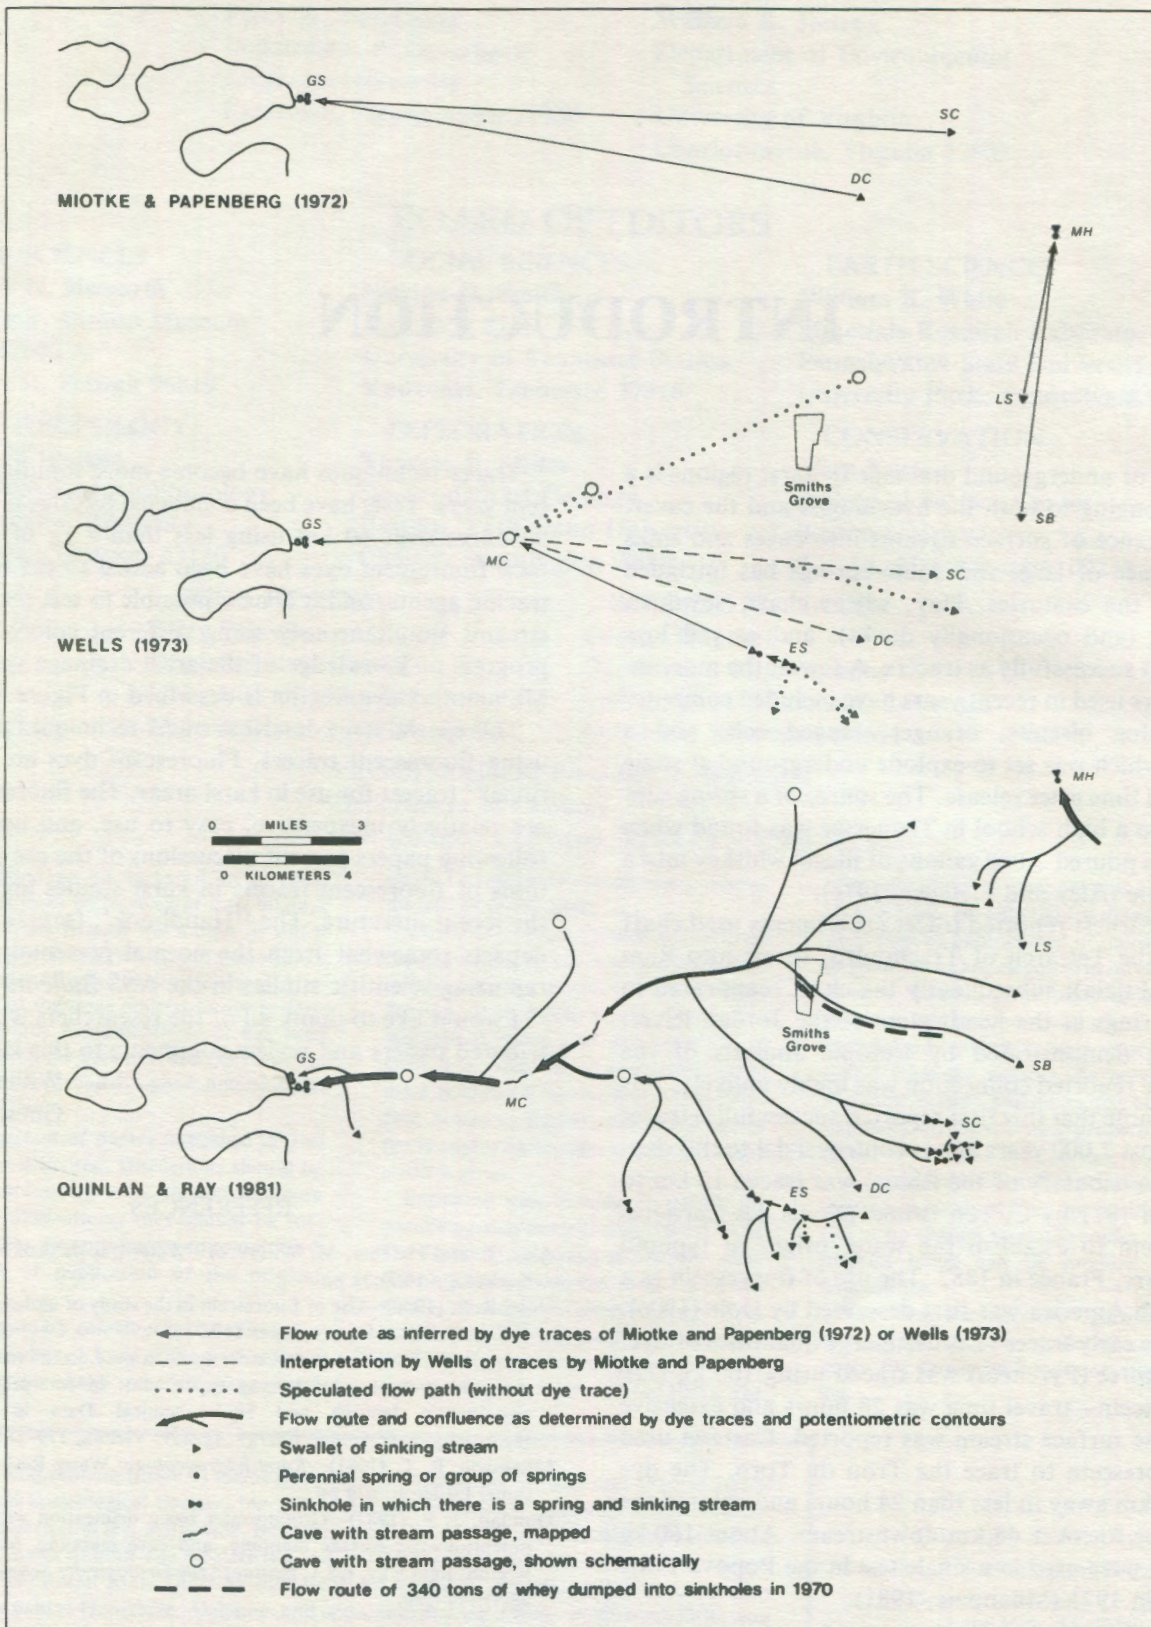 GS
SC
DC
MIOTKE & PAPENBERG (1972)
MH
LS
Smiths
Grove
SB
GS
MC
SC
ES
DC
WELLS (1973)
MH
0 MILES 3
0 KILOMETERS 4
LS
Smiths
Grove
SB
GS
MC
SC
ES
DC
QUINLAN & RAY (1981)
Flow route as inferred by dye traces of Miotke and Papenberg (1972) or Wells (1973)
Interpretation by Wells of traces by Miotke and Papenberg
Speculated flow path (without dye trace)
Flow route and confluence as determined by dye traces and potentiometric contours
Swallet of sinking stream
Perennial spring or group of springs
Sinkhole in which there is a spring and sinking stream
Cave with stream passage, mapped
Cave with stream passage, shown schematically
Flow route of 340 tons of whey dumped into sinkholes in 1970